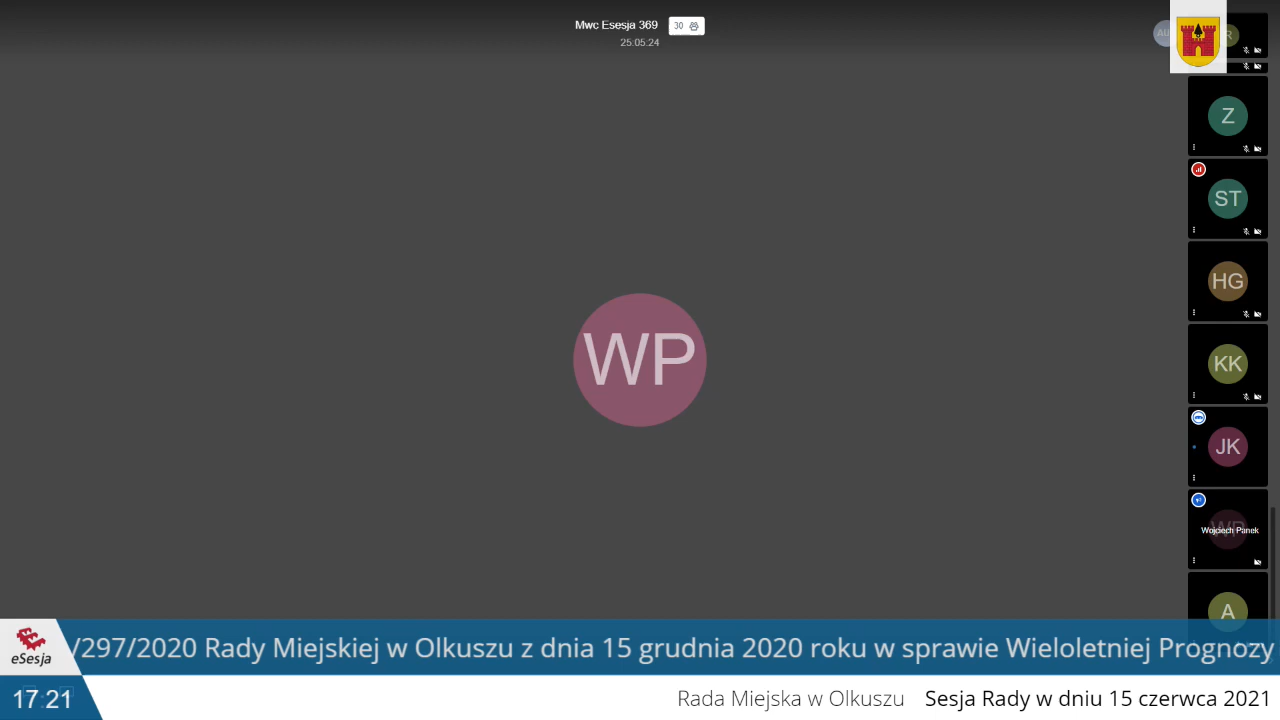 Mwc Esesja 369
30
25:05:24
AU
R
Z
ST
HG
KK
JK
WP
Wojciech Panek
A
WP
eSesja
/297/2020 Rady Miejskiej w Olkuszu z dnia 15 grudnia 2020 roku w sprawie Wieloletniej Prognozy
17:21
Rada Miejska w Olkuszu Sesja Rady w dniu 15 czerwca 2021